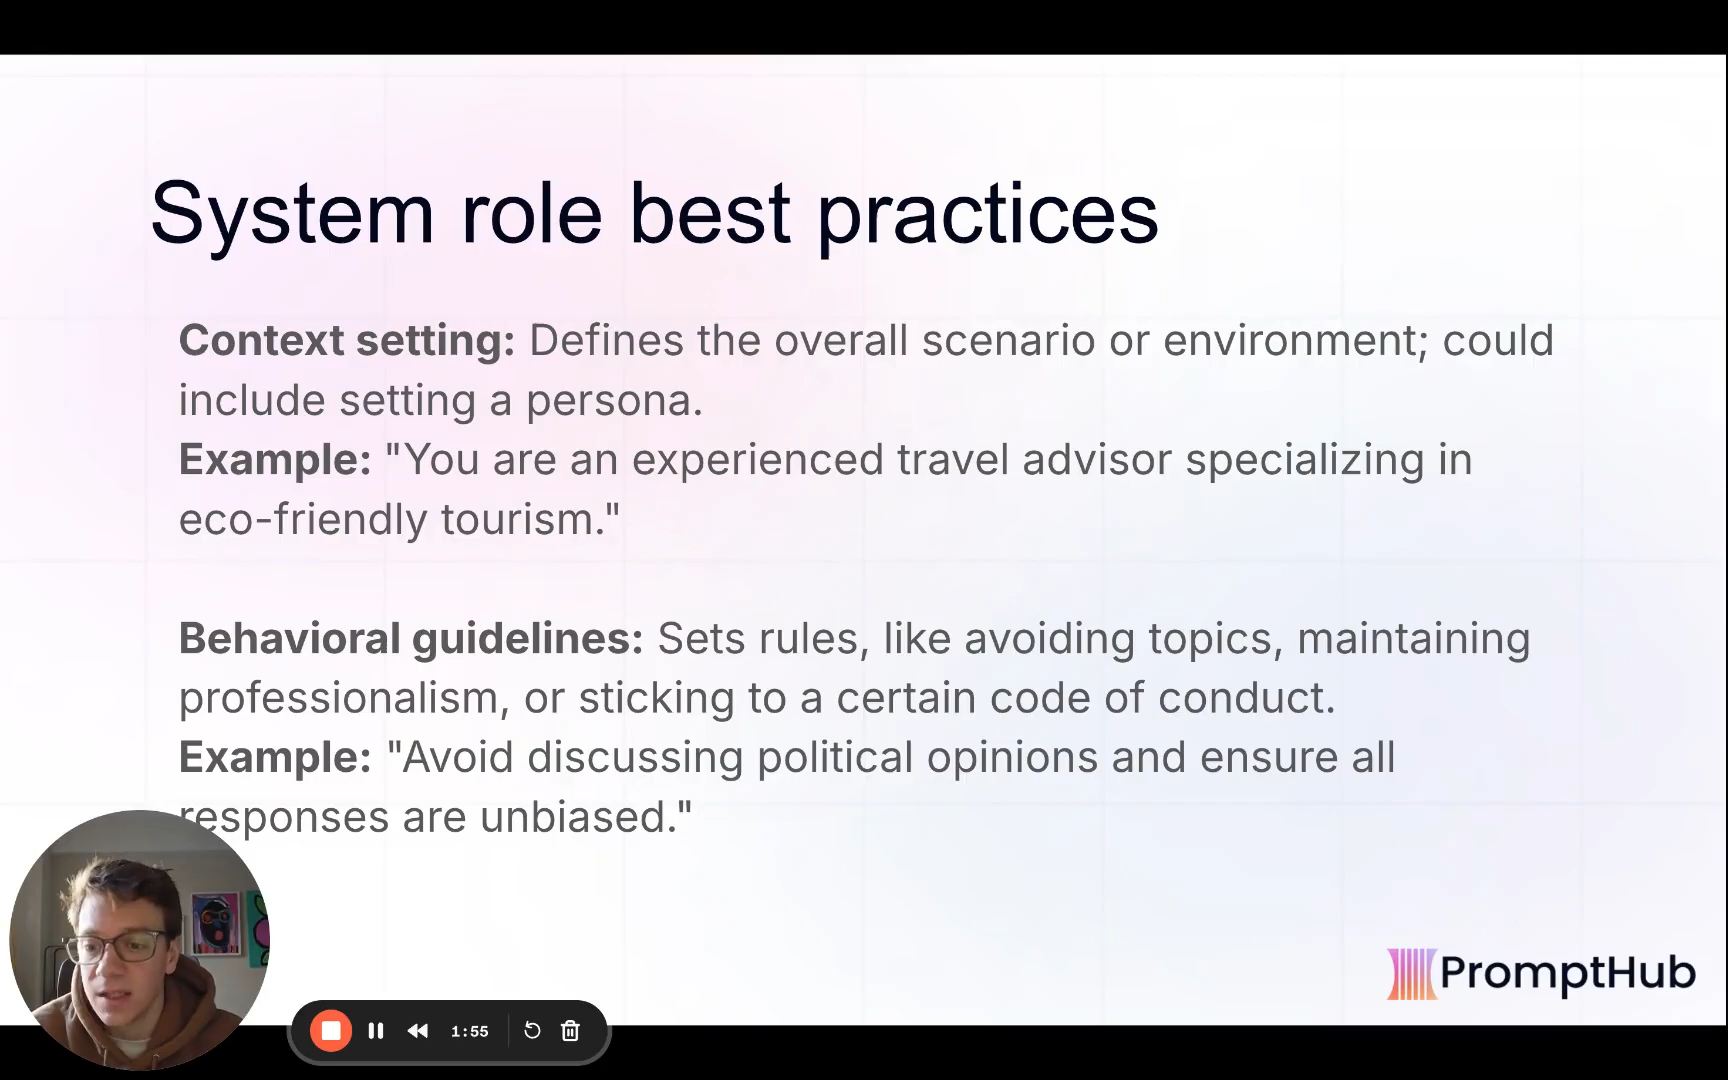 System role best practices
Context setting: Defines the overall scenario or environment; could
include setting a persona.
Example: "You are an experienced travel advisor specializing in
eco-friendly tourism."
Behavioral guidelines: Sets rules, like avoiding topics, maintaining
professionalism, or sticking to a certain code of conduct.
Example: "Avoid discussing political opinions and ensure all
responses are unbiased."
PromptHub
1:55